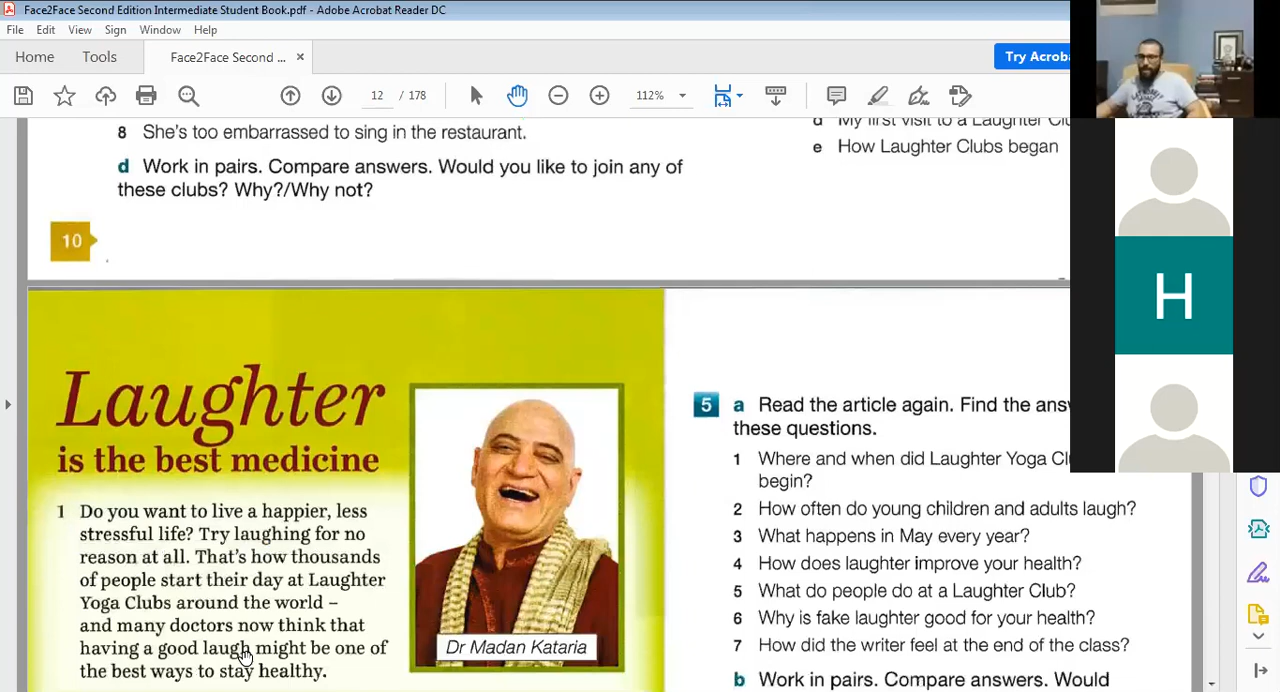 Face2Face Second Edition Intermediate Student Book.pdf - Adobe Acrobat Reader DC
File Edit View Sign Window Help
Home Tools Face2Face Second ... × Try Acroba
12 / 178 112%
8 She's too embarrassed to sing in the restaurant.
d Work in pairs. Compare answers. Would you like to join any of
these clubs? Why?/Why not?
10
d My first visit to a Laughter Clu
e How Laughter Clubs began
Laughter
is the best medicine
1 Do you want to live a happier, less
stressful life? Try laughing for no
reason at all. That's how thousands
of people start their day at Laughter
Yoga Clubs around the world –
and many doctors now think that
having a good laugh might be one of
the best ways to stay healthy.
Dr Madan Kataria
5 a Read the article again. Find the ans
these questions.
1 Where and when did Laughter Yoga Cl
begin?
2 How often do young children and adults laugh?
3 What happens in May every year?
4 How does laughter improve your health?
5 What do people do at a Laughter Club?
6 Why is fake laughter good for your health?
7 How did the writer feel at the end of the class?
b Work in pairs. Compare answers. Would
H